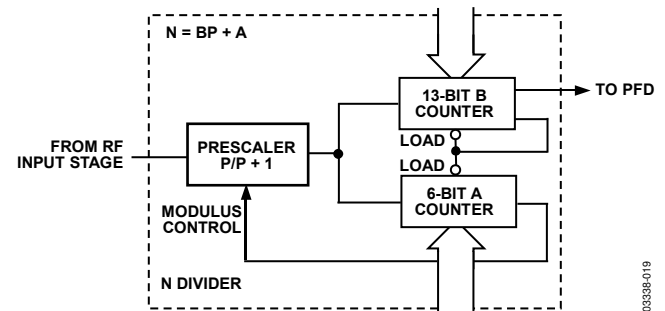 N = BP + A
13-BIT B
COUNTER
TO PFD
LOAD
FROM RF
INPUT STAGE
PRESCALER
P/P + 1
LOAD
6-BIT A
COUNTER
MODULUS
CONTROL
N DIVIDER
03338-019